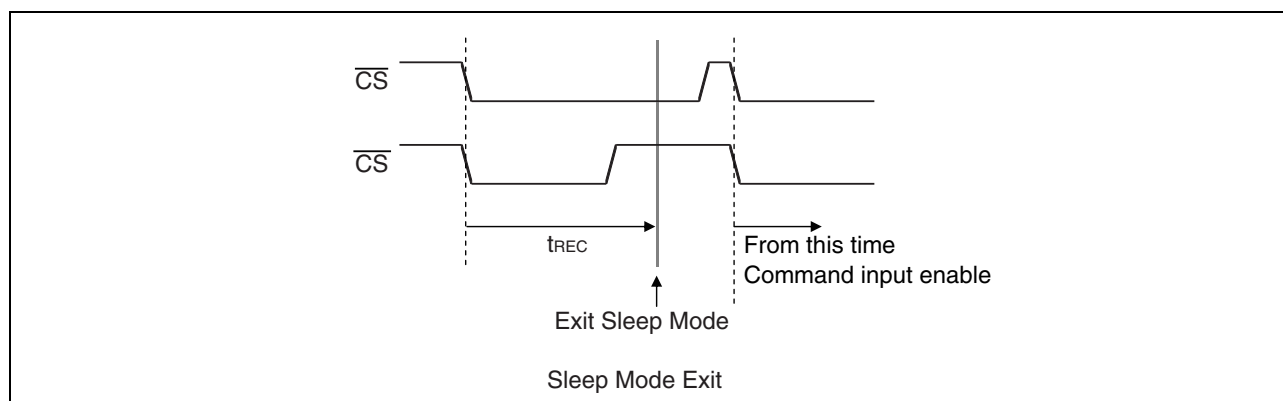 CS
CS
tREC
From this time
Command input enable
Exit Sleep Mode
Sleep Mode Exit